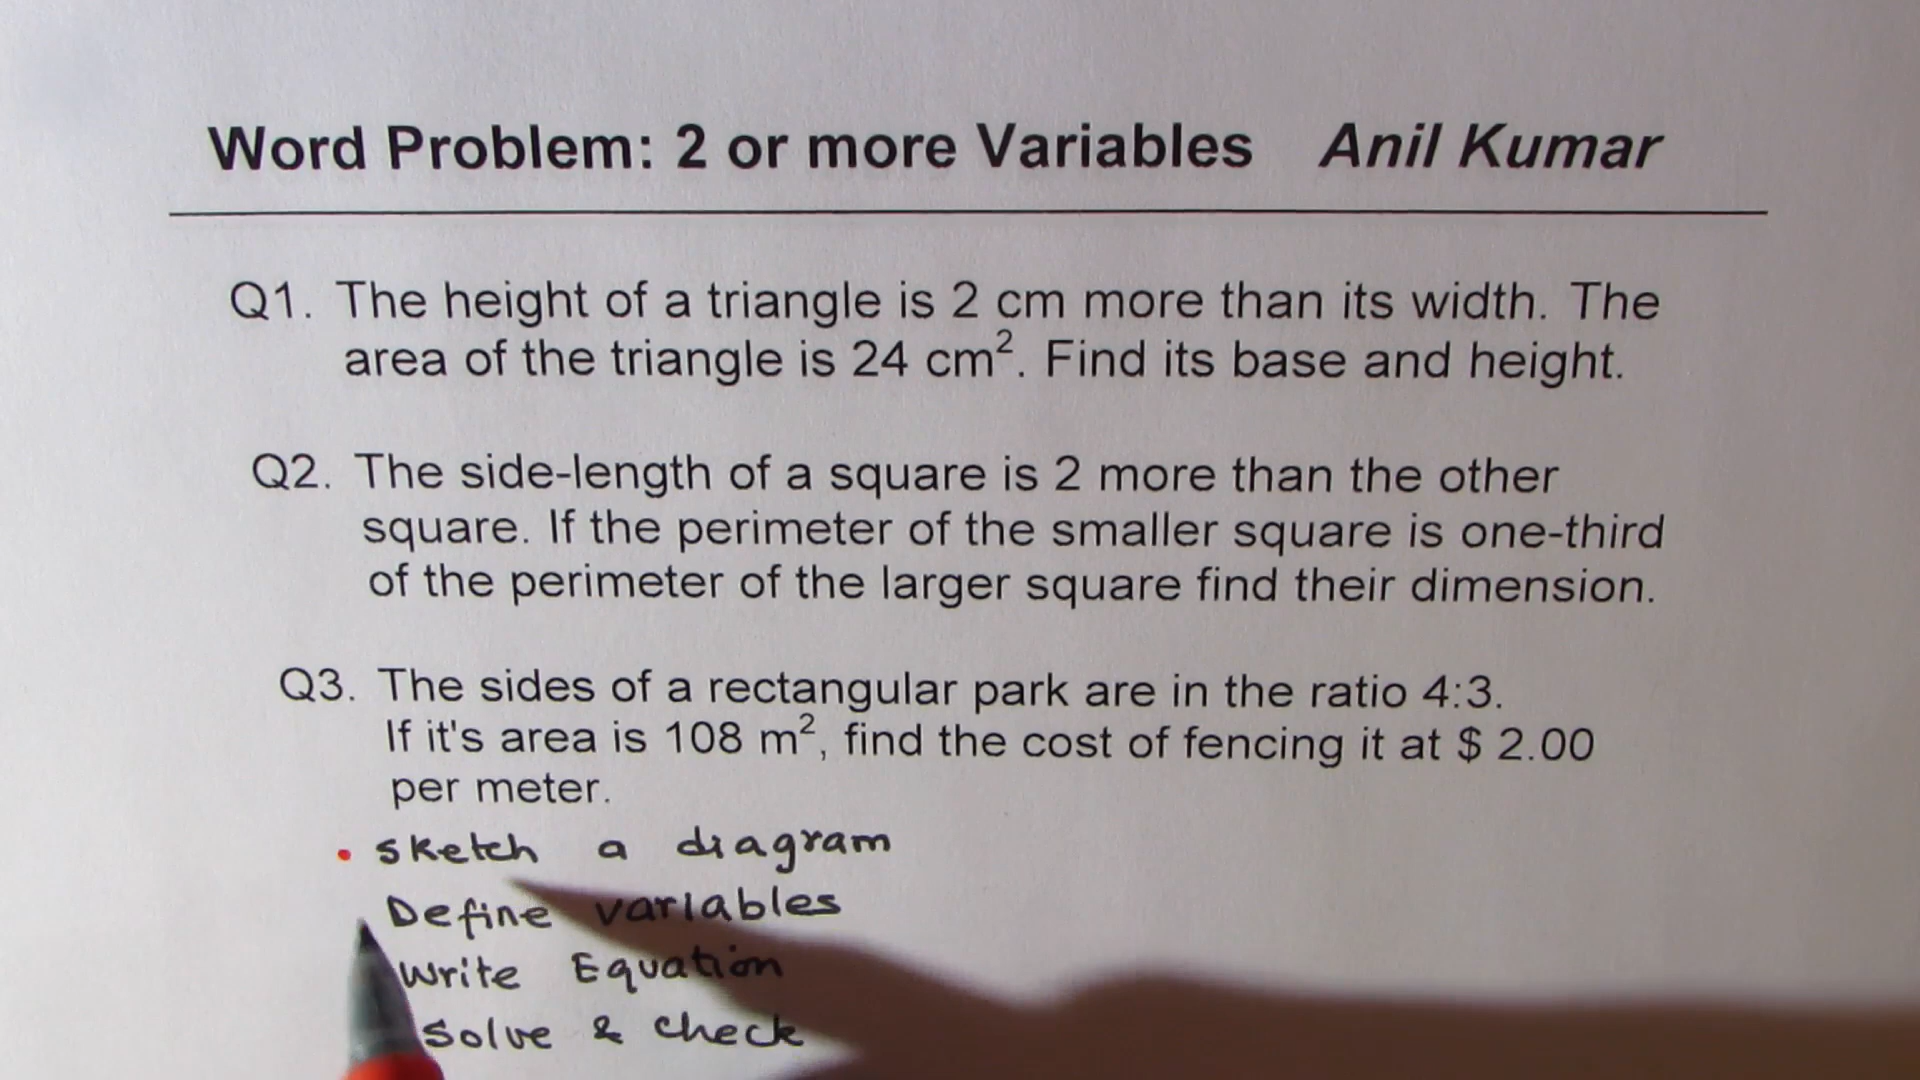 Word Problem: 2 or more Variables Anil Kumar
Q1. The height of a triangle is 2 cm more than its width. The
area of the triangle is 24 cm². Find its base and height.
Q2. The side-length of a square is 2 more than the other
square. If the perimeter of the smaller square is one-third
of the perimeter of the larger square find their dimension.
Q3. The sides of a rectangular park are in the ratio 4:3.
If it's area is 108 m², find the cost of fencing it at $ 2.00
per meter.
• Sketch a diagram
Define variables
Write Equation
Solve & check